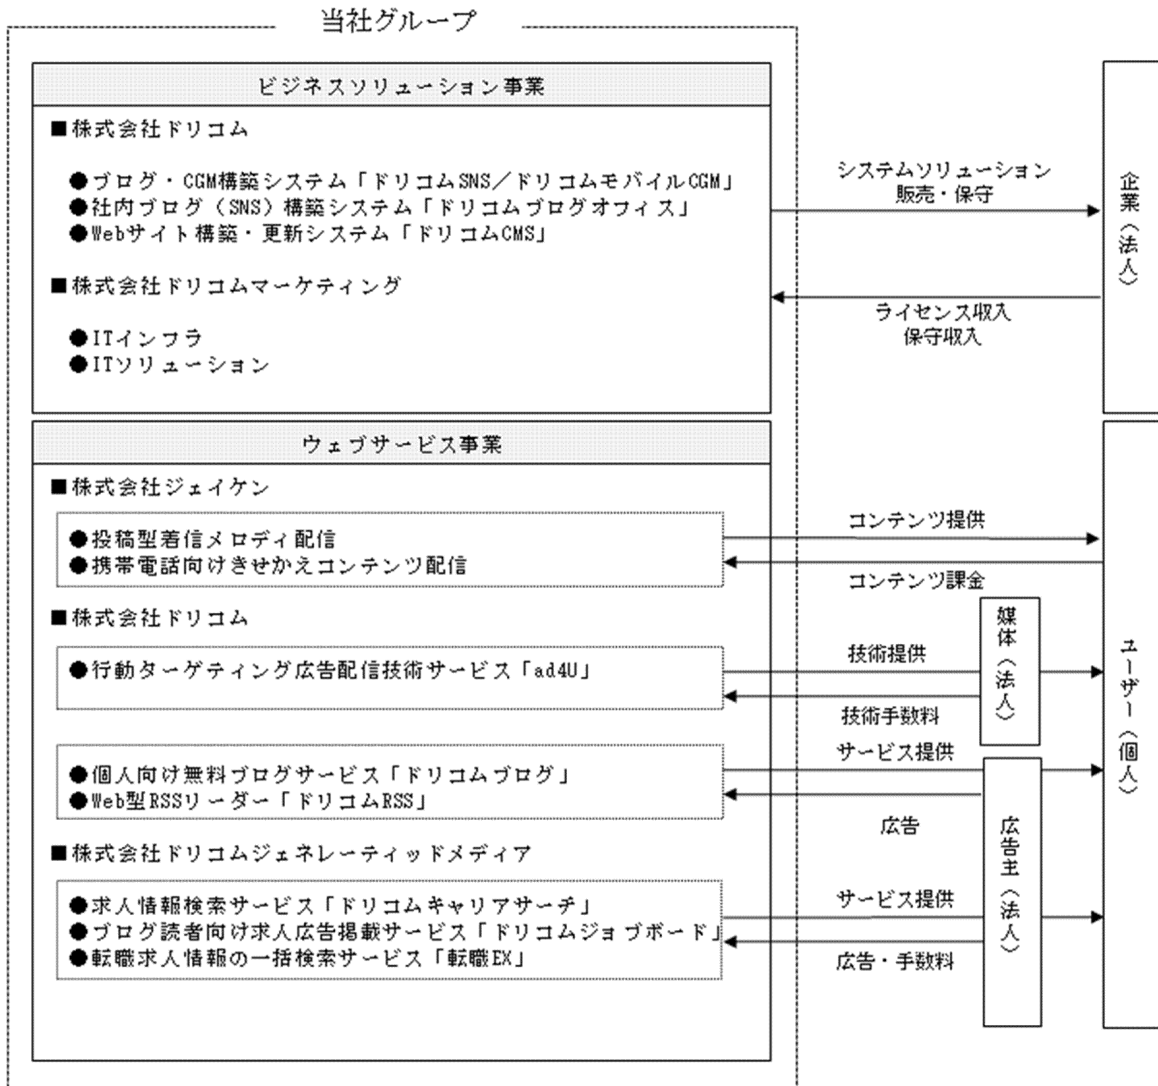 当社グループ
ビジネスソリューション事業
■株式会社ドリコム
●ブログ・CGM構築システム「ドリコムSNS／ドリコムモバイルCGM」
●社内ブログ（SNS）構築システム「ドリコムブログオフィス」
●Webサイト構築・更新システム「ドリコムCMS」
■株式会社ドリコムマーケティング
●ITインフラ
●ITソリューション
システムソリューション
販売・保守
ライセンス収入
保守収入
企業（法人）
ウェブサービス事業
■株式会社ジェイケン
●投稿型着信メロディ配信
●携帯電話向けきせかえコンテンツ配信
コンテンツ提供
コンテンツ課金
■株式会社ドリコム
●行動ターゲティング広告配信技術サービス「ad4U」
技術提供
技術手数料
媒体（法人）
●個人向け無料ブログサービス「ドリコムブログ」
●Web型RSSリーダー「ドリコムRSS」
サービス提供
広告
■株式会社ドリコムジェネレーティッドメディア
●求人情報検索サービス「ドリコムキャリアサーチ」
●ブログ読者向け求人広告掲載サービス「ドリコムジョブボード」
●転職求人情報の一括検索サービス「転職EX」
サービス提供
広告・手数料
広告主（法人）
ユーザー（個人）